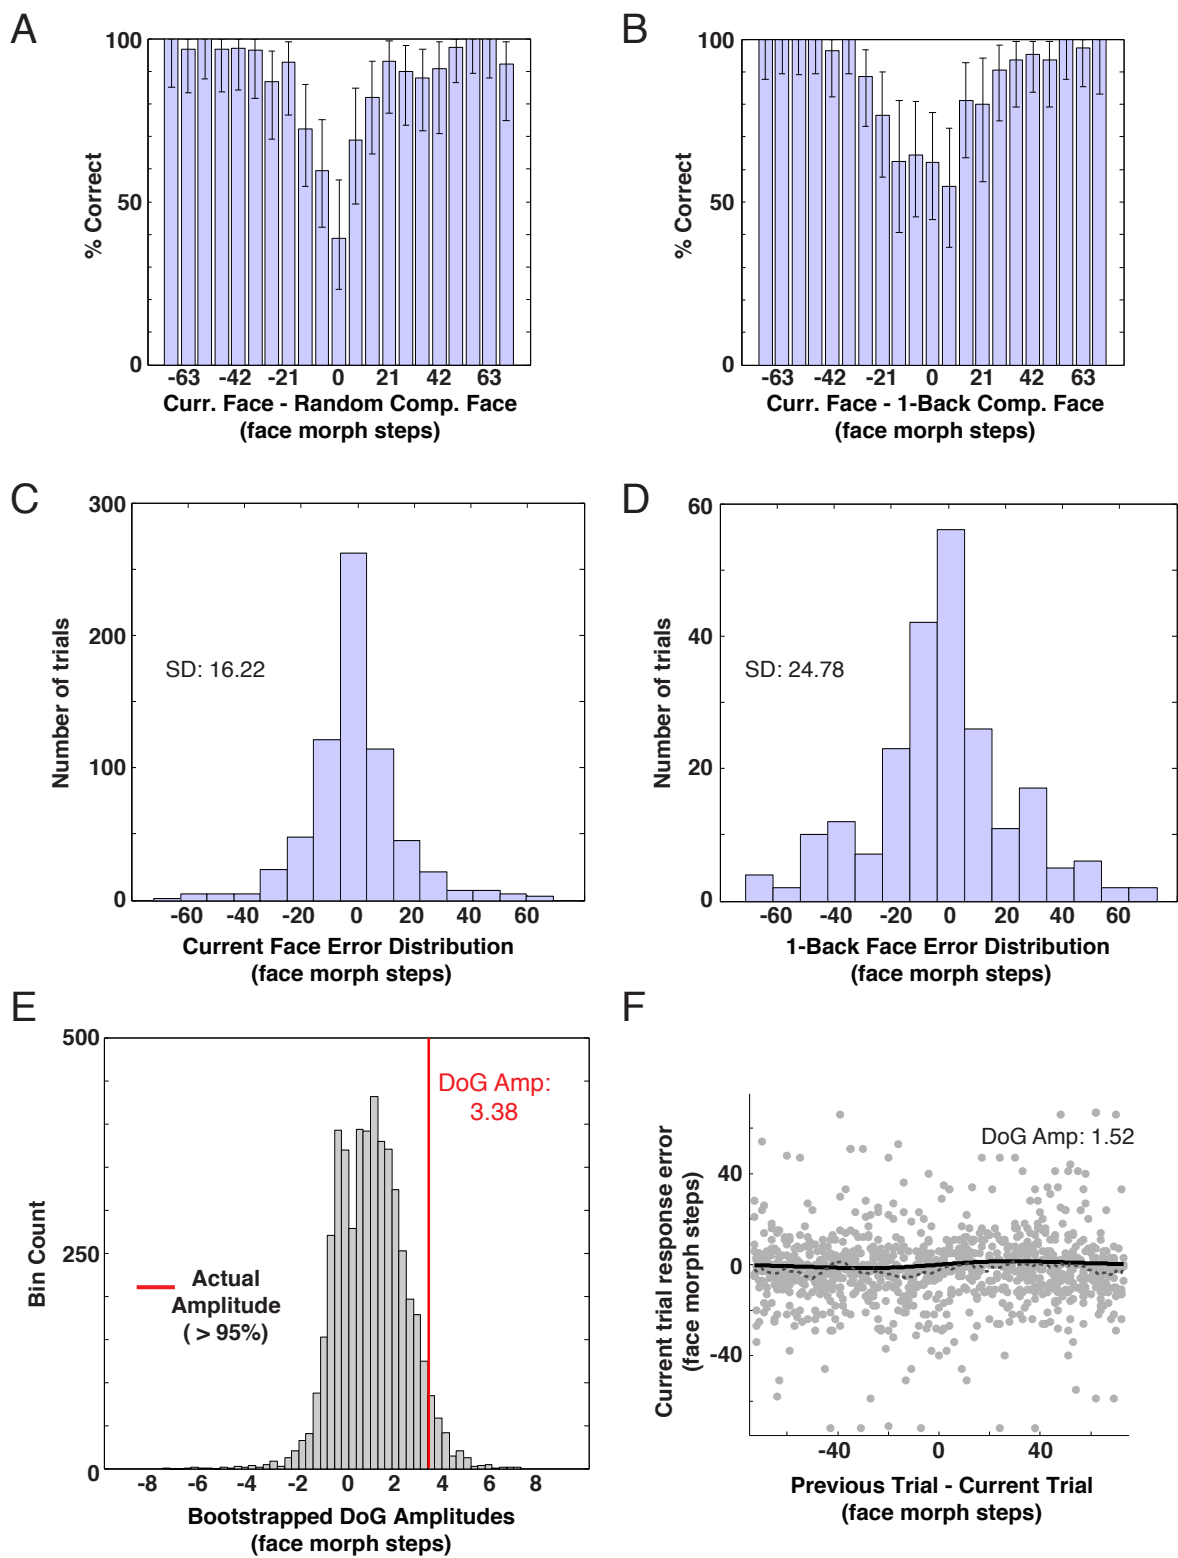 A
100
50
0
% Correct
-63 -42 -21 0 21 42 63
Curr. Face - Random Comp. Face
(face morph steps)
B
100
50
0
% Correct
-63 -42 -21 0 21 42 63
Curr. Face - 1-Back Comp. Face
(face morph steps)
C
300
200
100
0
Number of trials
SD: 16.22
-60 -40 -20 0 20 40 60
Current Face Error Distribution
(face morph steps)
D
60
40
20
0
Number of trials
SD: 24.78
-60 -40 -20 0 20 40 60
1-Back Face Error Distribution
(face morph steps)
E
500
250
0
Bin Count
DoG Amp:
3.38
Actual
Amplitude
( > 95%)
-8 -6 -4 -2 0 2 4 6 8
Bootstrapped DoG Amplitudes
(face morph steps)
F
Current trial response error
(face morph steps)
DoG Amp: 1.52
40
0
-40
-40 0 40
Previous Trial - Current Trial
(face morph steps)